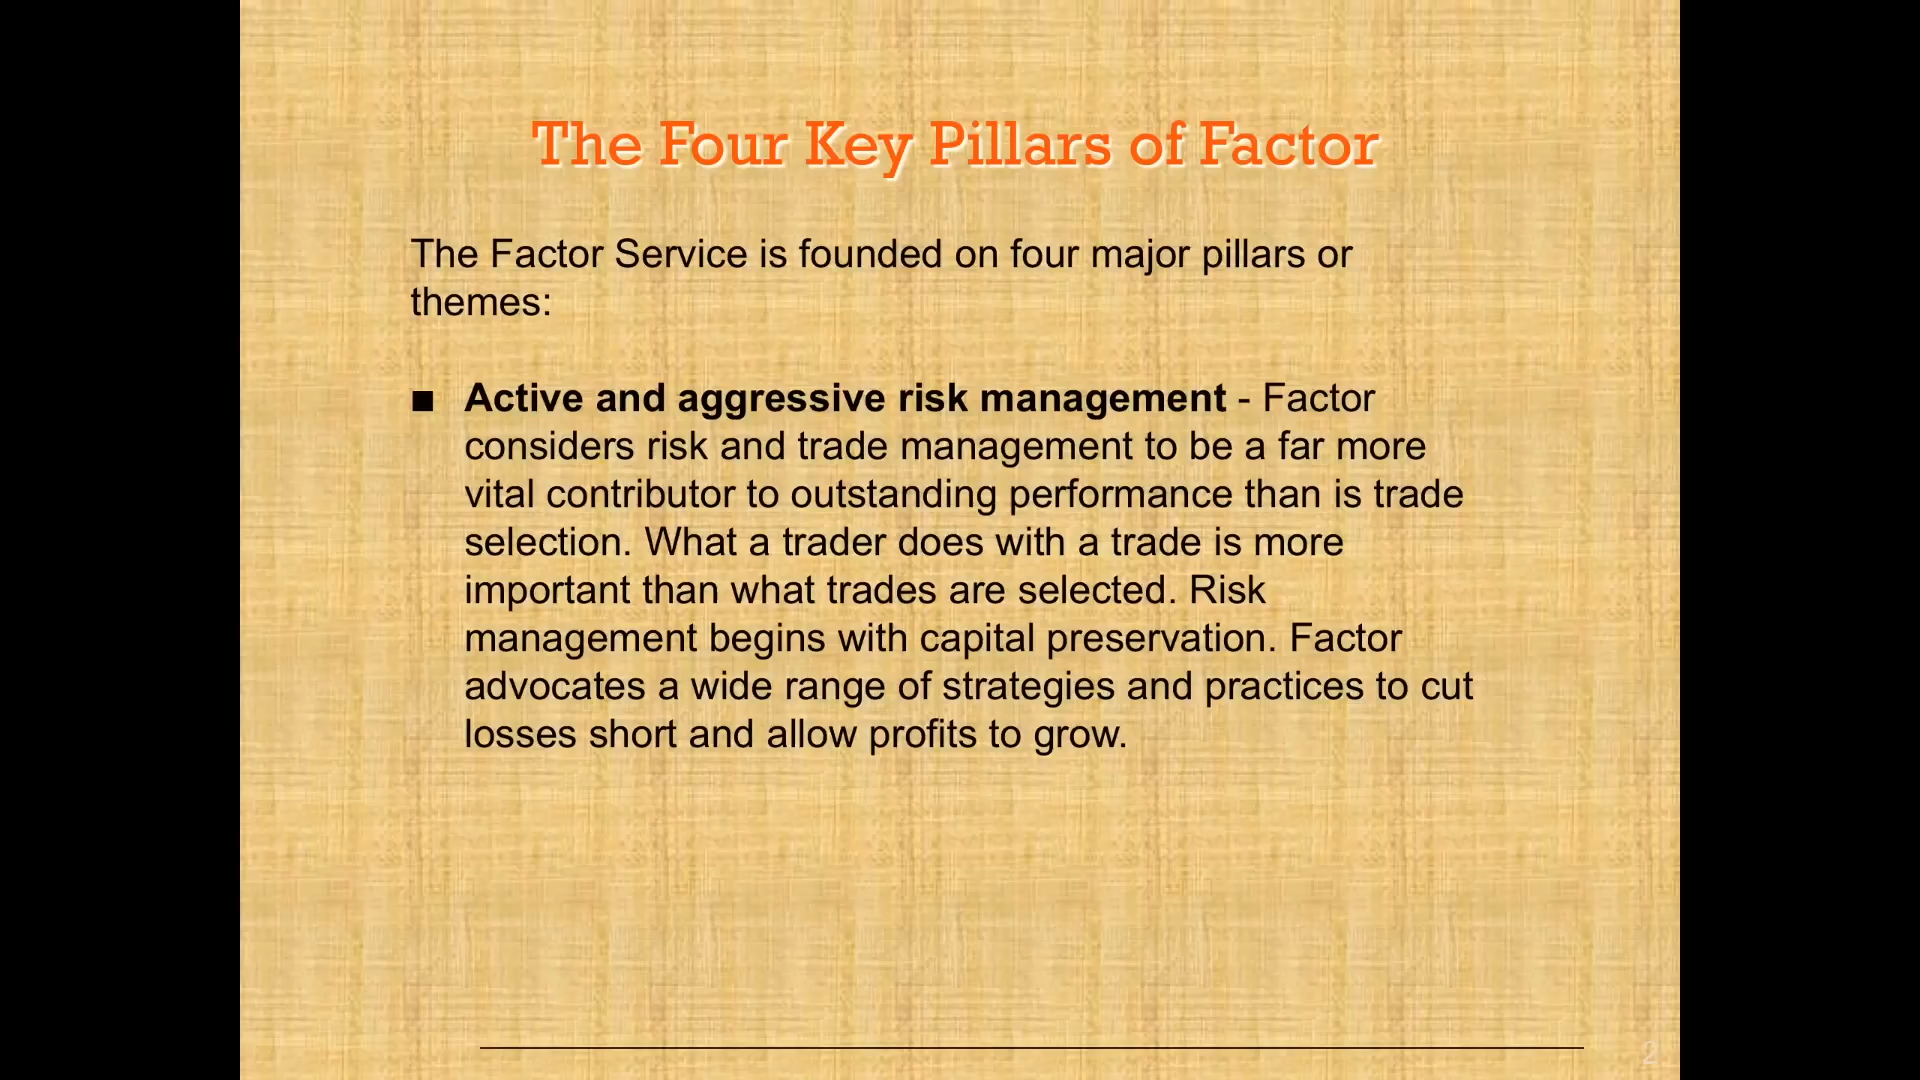 The Four Key Pillars of Factor
The Factor Service is founded on four major pillars or
themes:
■ Active and aggressive risk management - Factor
considers risk and trade management to be a far more
vital contributor to outstanding performance than is trade
selection. What a trader does with a trade is more
important than what trades are selected. Risk
management begins with capital preservation. Factor
advocates a wide range of strategies and practices to cut
losses short and allow profits to grow.
2